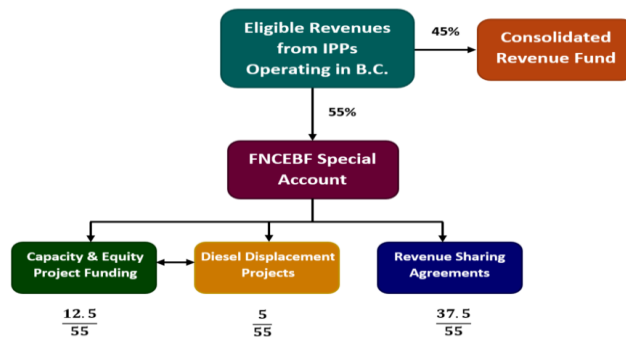 Eligible Revenues
from IPPs
Operating in B.C.
45%
Consolidated
Revenue Fund
55%
FNCEBF Special
Account
Capacity & Equity
Project Funding
Diesel Displacement
Projects
Revenue Sharing
Agreements
12.5
55
5
55
37.5
55